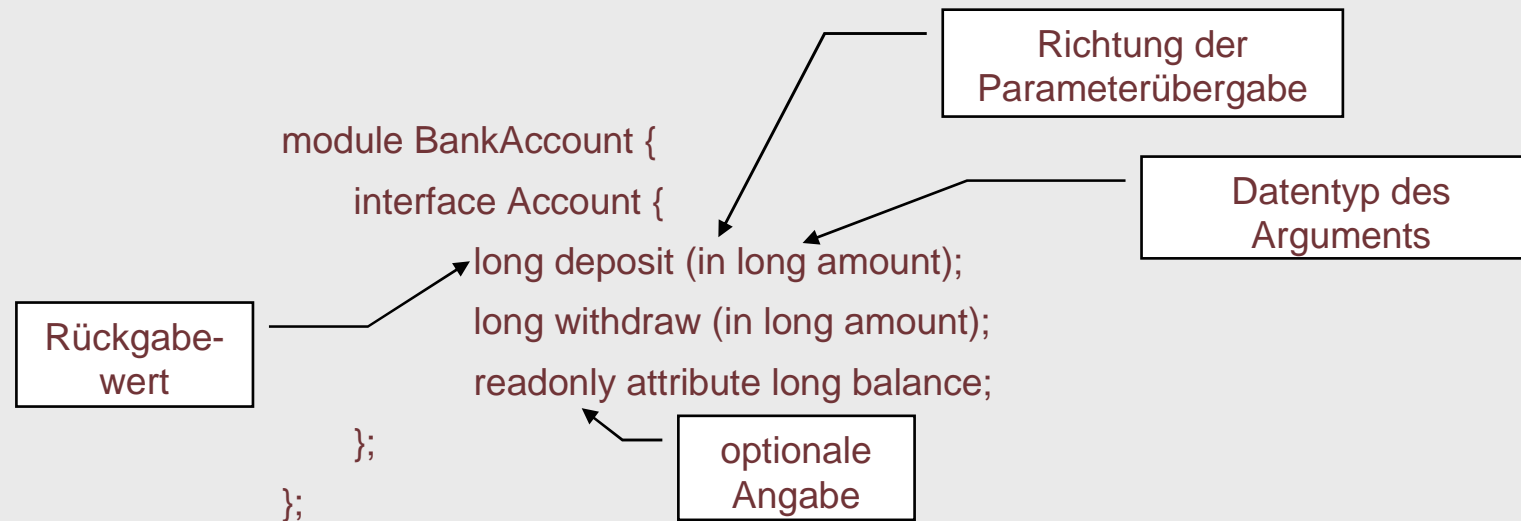 Richtung der
Parameterübergabe
module BankAccount {
interface Account {
Datentyp des
Arguments
long deposit (in long amount);
long withdraw (in long amount);
Rückgabe-
wert
readonly attribute long balance;
};
optionale
Angabe
};